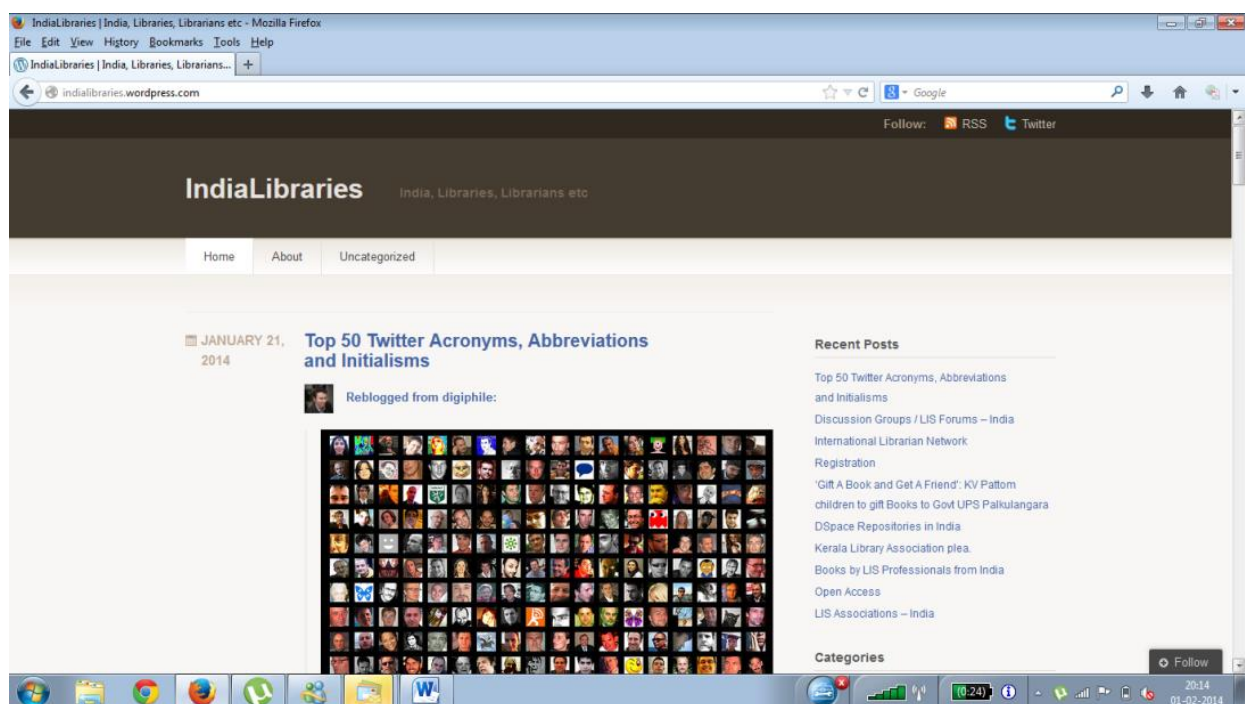 IndiaLibraries | India, Libraries, Librarians etc - Mozilla Firefox
File Edit View History Bookmarks Tools Help
IndiaLibraries | India, Libraries, Librarians... +
indialibraries.wordpress.com
Google
Follow: RSS Twitter
IndiaLibraries India, Libraries, Librarians etc
Home About Uncategorized
JANUARY 21,
2014
Top 50 Twitter Acronyms, Abbreviations
and Initialisms
Reblogged from digiphile:
Recent Posts
Top 50 Twitter Acronyms, Abbreviations
and Initialisms
Discussion Groups / LIS Forums – India
International Librarian Network
Registration
'Gift A Book and Get A Friend': KV Pattom
children to gift Books to Govt UPS Palkulangara
DSpace Repositories in India
Kerala Library Association plea.
Books by LIS Professionals from India
Open Access
LIS Associations – India
Categories
Follow
(0:24)
20:14
01-02-2014